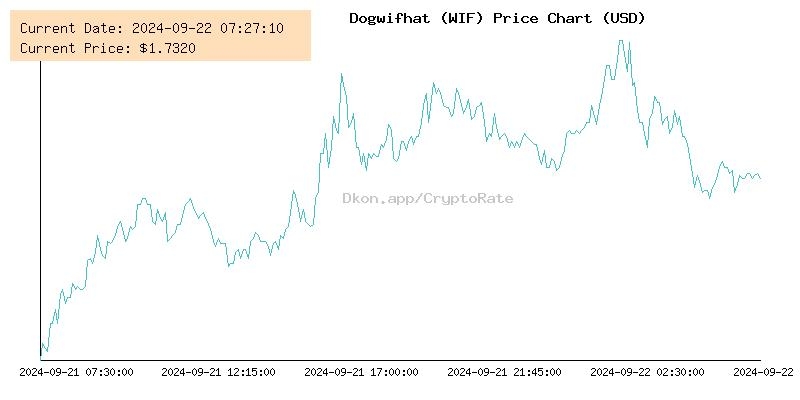 Dogwifhat (WIF) Price Chart (USD)
Current Date: 2024-09-22 07:27:10
Current Price: $1.7320
Dkon.app/CryptoRate
2024-09-21 07:30:00 2024-09-21 12:15:00 2024-09-21 17:00:00 2024-09-21 21:45:00 2024-09-22 02:30:00 2024-09-22